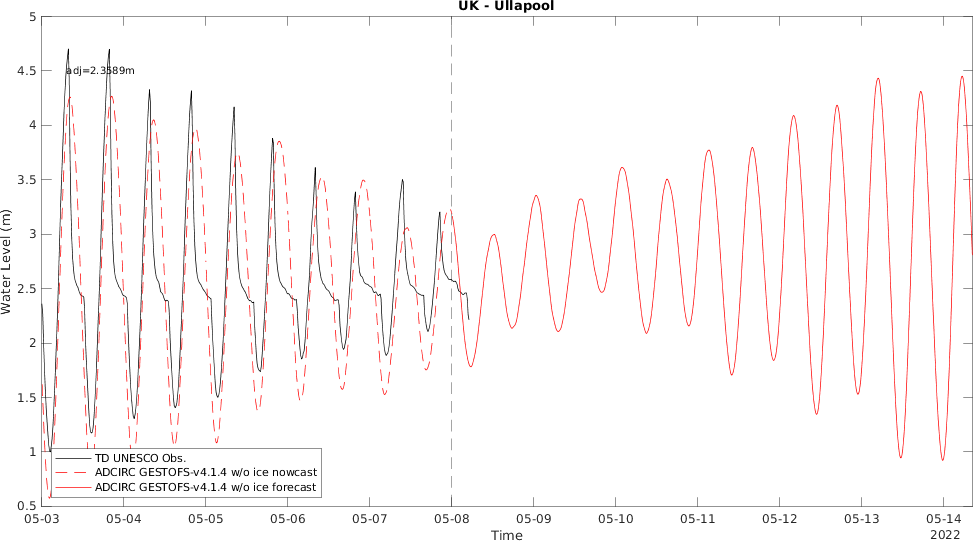 UK - Ullapool
5
4.5
4
3.5
3
2.5
2
1.5
1
0.5
Water Level (m)
adj=2.3589m
TD UNESCO Obs.
ADCIRC GESTOFS-v4.1.4 w/o ice nowcast
ADCIRC GESTOFS-v4.1.4 w/o ice forecast
05-03 05-04 05-05 05-06 05-07 05-08 05-09 05-10 05-11 05-12 05-13 05-14
2022
Time